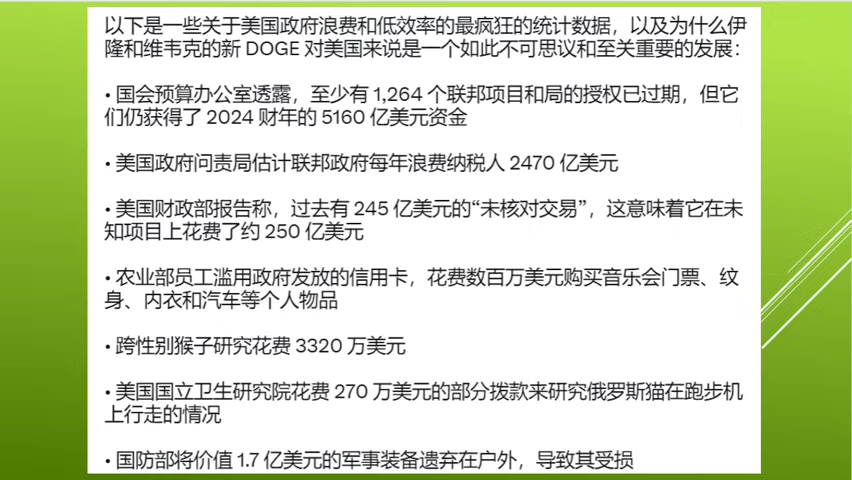 以下是一些关于美国政府浪费和低效率的最疯狂的统计数据，以及为什么伊
隆和维韦克的新 DOGE 对美国来说是一个如此不可思议和至关重要的发展：
• 国会预算办公室透露，至少有 1,264 个联邦项目和局的授权已过期，但它
们仍获得了 2024 财年的 5160 亿美元资金
• 美国政府问责局估计联邦政府每年浪费纳税人 2470 亿美元
• 美国财政部报告称，过去有 245 亿美元的“未核对交易”，这意味着它在未
知项目上花费了约 250 亿美元
• 农业部员工滥用政府发放的信用卡，花费数百万美元购买音乐会门票、纹
身、内衣和汽车等个人物品
• 跨性别猴子研究花费 3320 万美元
• 美国国立卫生研究院花费 270 万美元的部分拨款来研究俄罗斯猫在跑步机
上行走的情况
• 国防部将价值 1.7 亿美元的军事装备遗弃在户外，导致其受损